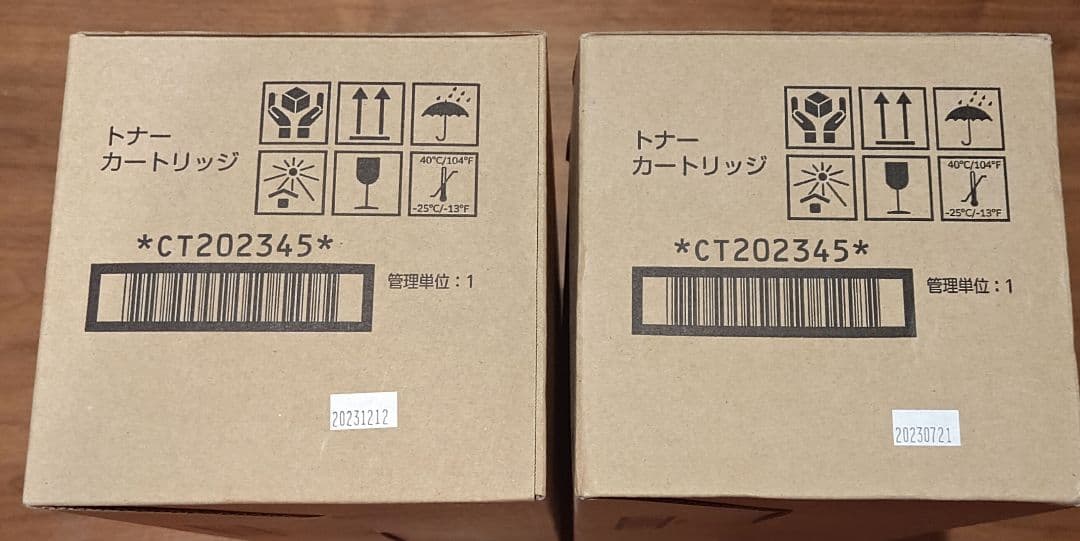 トナー
カートリッジ
40°C/104°F
-25°C/-13°F
*CT202345*
管理単位：1
20231212
トナー
カートリッジ
40°C/104°F
-25°C/-13°F
*CT202345*
管理単位：1
20230721